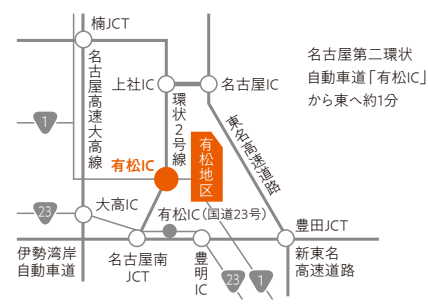 楠JCT
名古屋高速大高線
上社IC
環状2号線
名古屋IC
東名高速道路
名古屋第二環状
自動車道「有松IC」
から東へ約1分
1
有松IC
有松地区
23
大高IC
有松IC（国道23号）
豊田JCT
伊勢湾岸
自動車道
名古屋南
JCT
豊明IC
23
1
新東名
高速道路